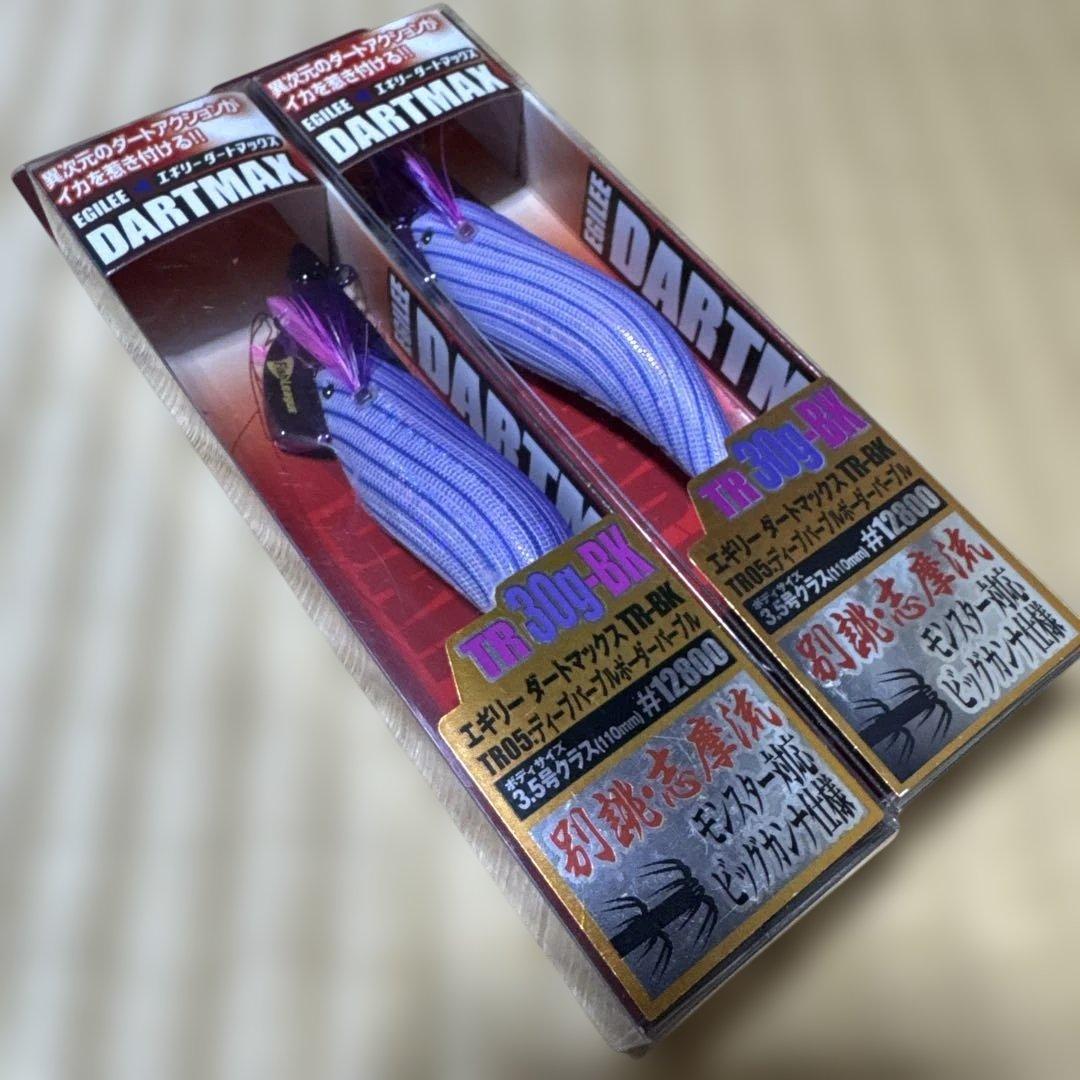 異次元のダートアクションが
イカを惹き付ける!!
EGILEE エギリーダートマックス
DARTMAX
EGILEE
DARTM
Fish League
TR 30g-BK
エギリー ダートマックス TR-BK
TR05:ディープパープルボーダーパープル
ボディサイズ
3.5号クラス(110mm) #12800
別誂・志摩流
モンスター対応
ビッグカンナ仕様
異次元のダートアクションが
イカを惹き付ける!!
EGILEE エギリーダートマックス
DARTMAX
EGILEE
DARTM
TR 30g-BK
エギリー ダートマックス TR-BK
TR05:ディープパープルボーダーパープル
ボディサイズ
3.5号クラス(110mm) #12800
別誂・志摩流
モンスター対応
ビッグカンナ仕様